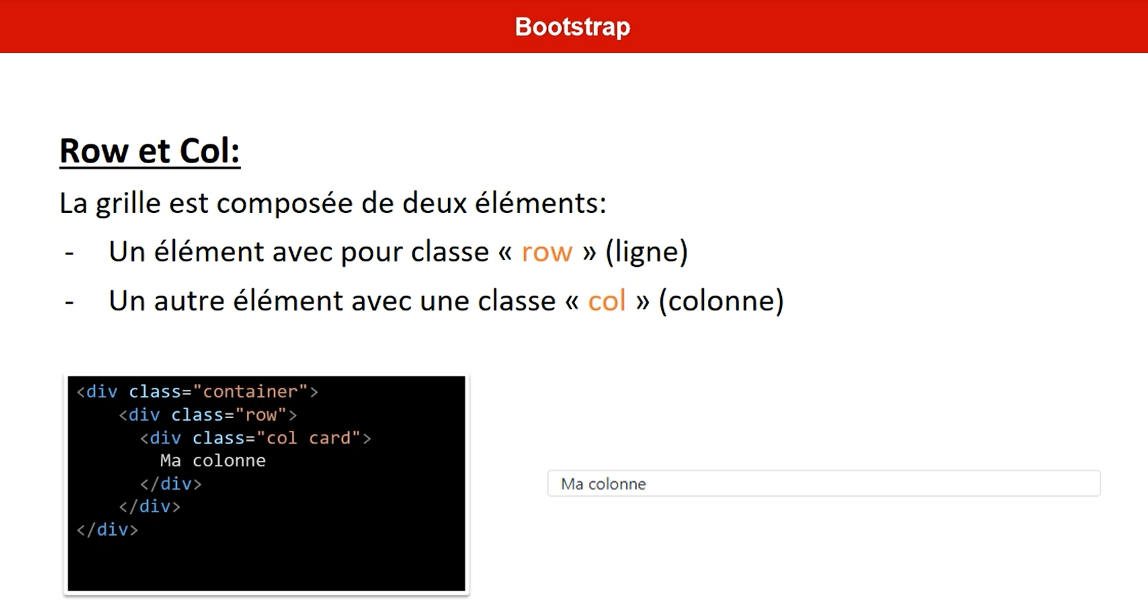 Bootstrap
Row et Col:
La grille est composée de deux éléments:
- Un élément avec pour classe « row » (ligne)
- Un autre élément avec une classe « col » (colonne)
<div class="container">
<div class="row">
<div class="col card">
Ma colonne
</div>
</div>
</div>
Ma colonne